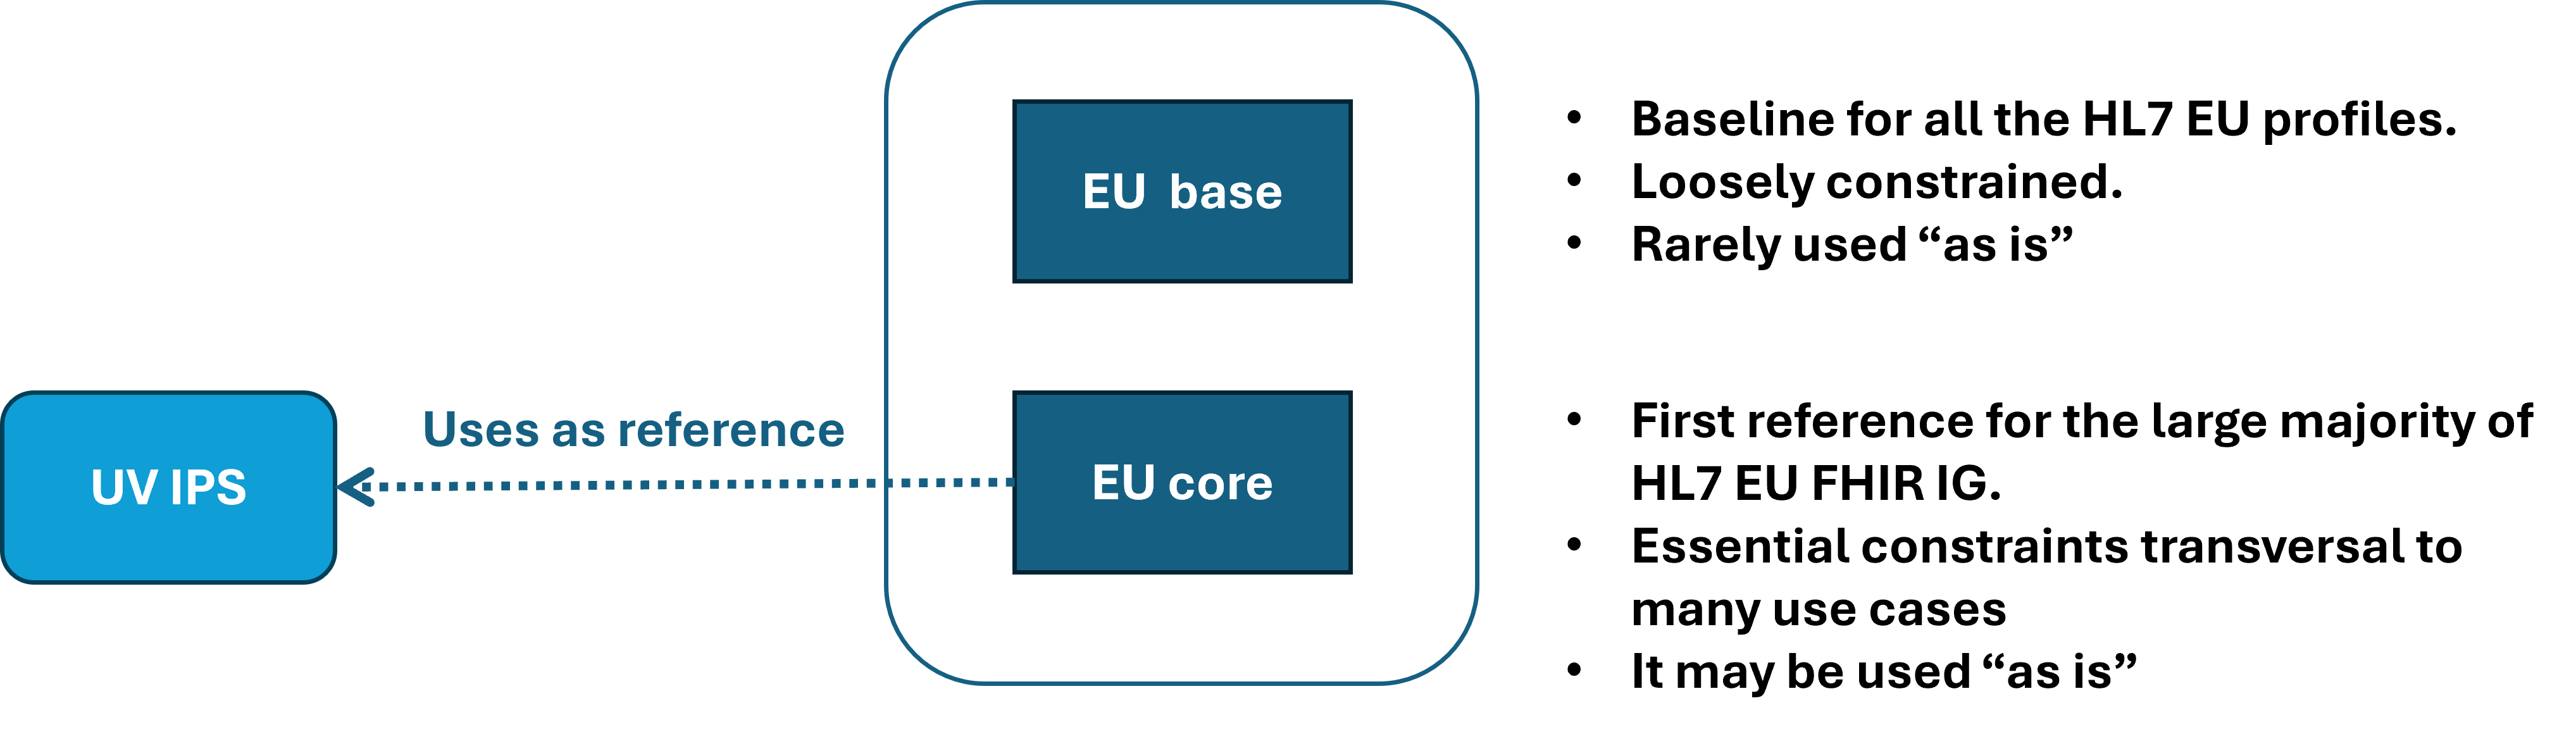 EU  base
• Baseline for all the HL7 EU profiles.
• Loosely constrained.
• Rarely used “as is”
UV IPS
Uses as reference
EU core
• First reference for the large majority of
HL7 EU FHIR IG.
• Essential constraints transversal to
many use cases
• It may be used “as is”